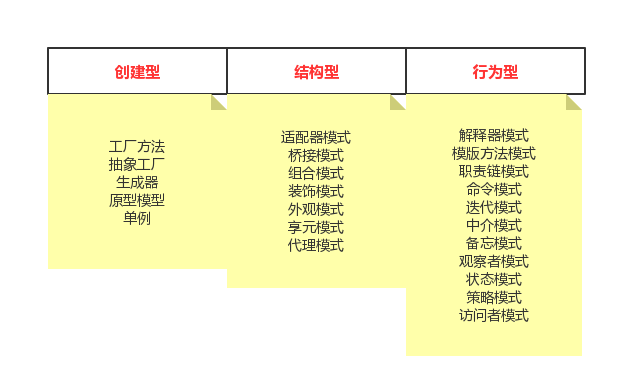 创建型
结构型
行为型
工厂方法
抽象工厂
生成器
原型模型
单例
适配器模式
桥接模式
组合模式
装饰模式
外观模式
享元模式
代理模式
解释器模式
模版方法模式
职责链模式
命令模式
迭代模式
中介模式
备忘模式
观察者模式
状态模式
策略模式
访问者模式